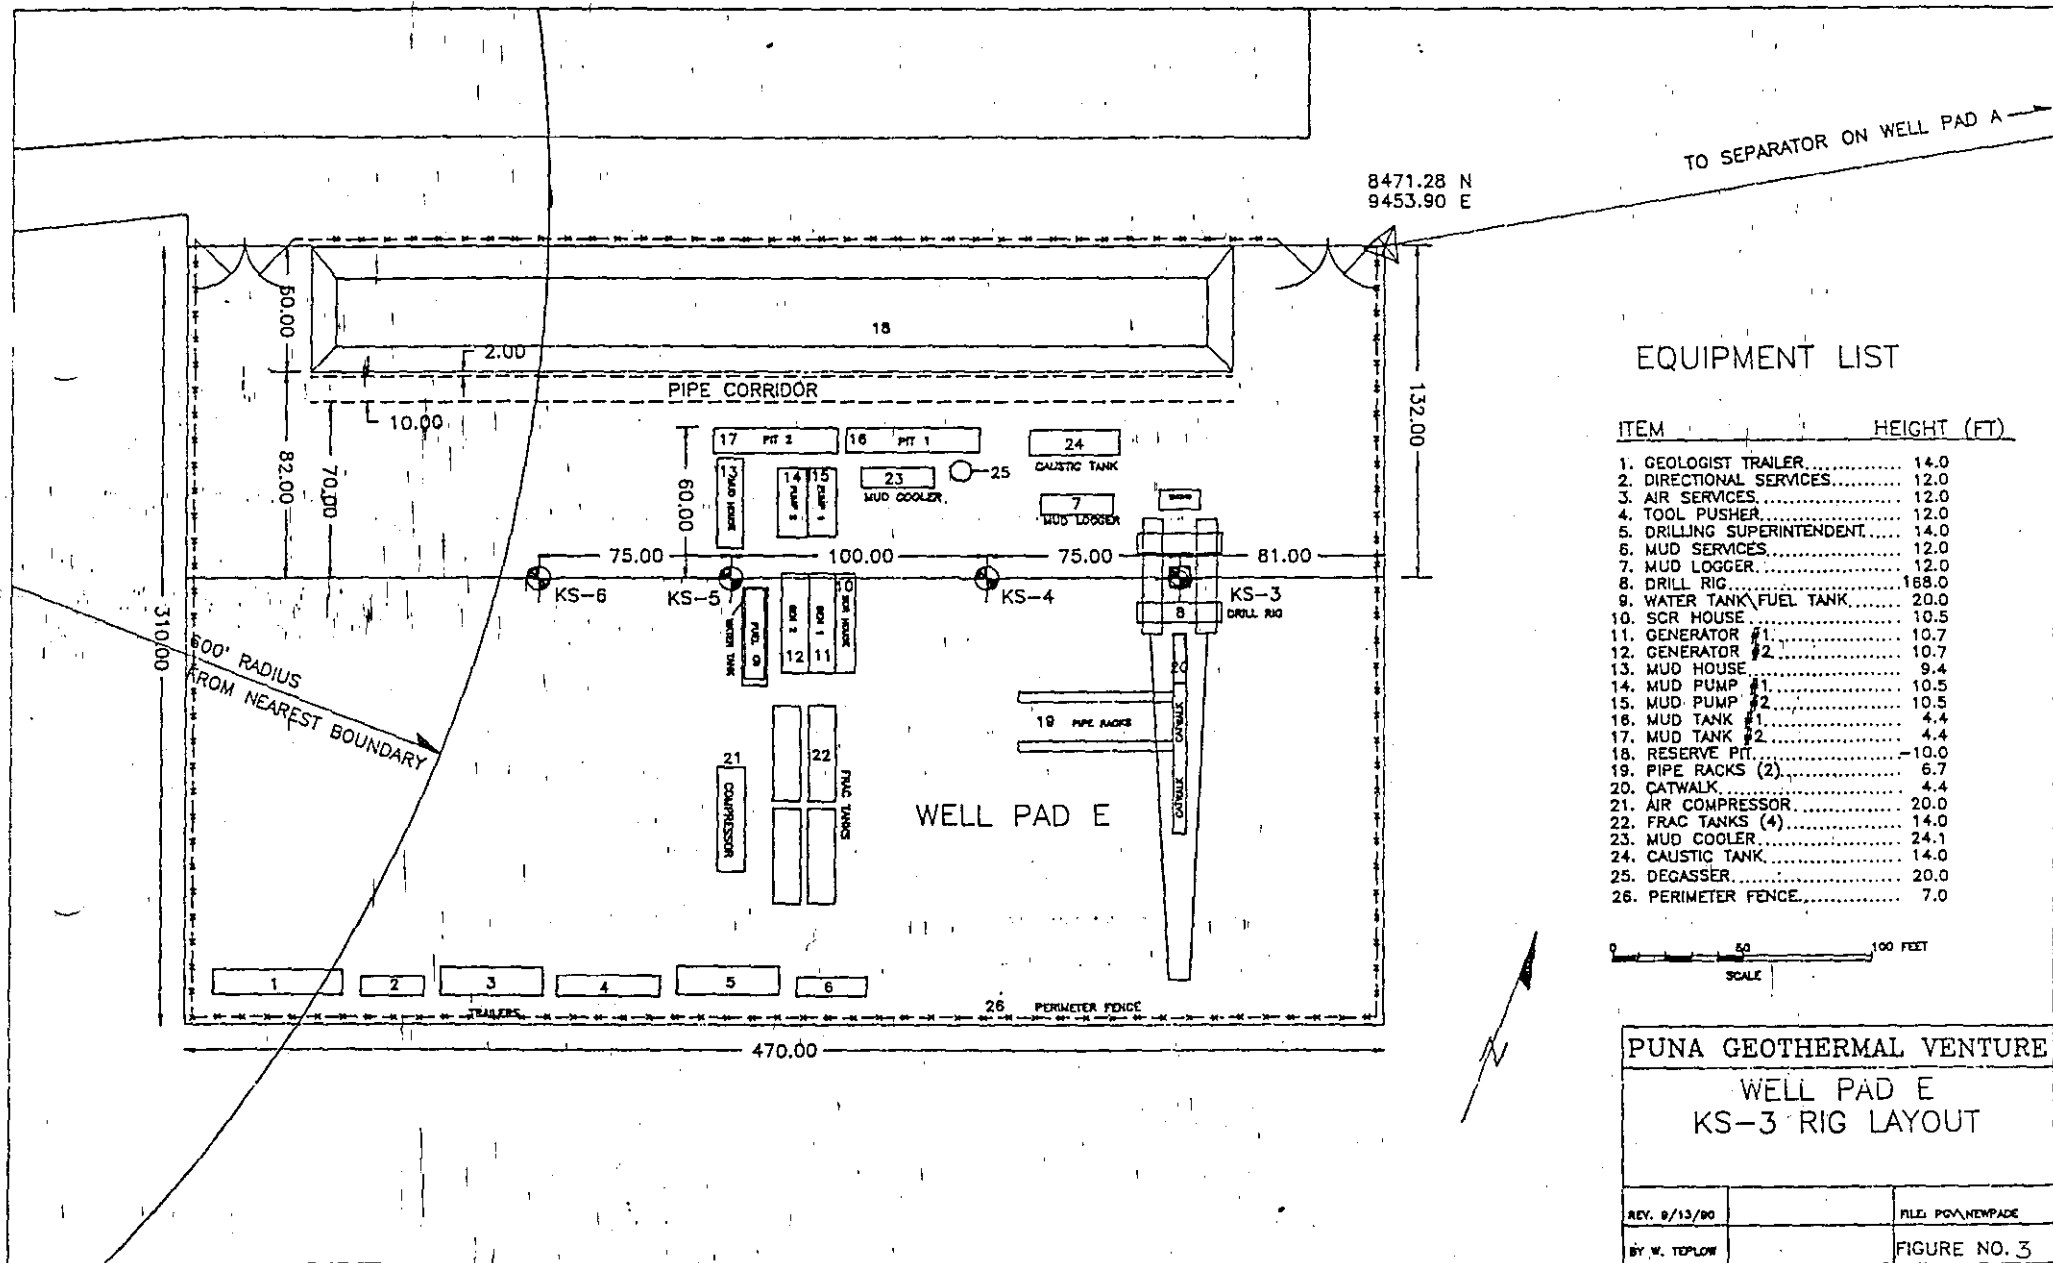 TO SEPARATOR ON WELL PAD A
8471.28 N
9453.90 E
50.00
18
2.00
PIPE CORRIDOR
10.00
132.00
82.00
70.00
60.00
17 PIT 2
16 PIT 1
24
CAUSTIC TANK
13 MUD HOUSE
14 PUMP 2
15 PUMP 1
23
MUD COOLER
25
7
MUD LOGGER
75.00
100.00
75.00
81.00
KS-6
KS-5
KS-4
KS-3
8
DRILL RIG
310.00
600' RADIUS
FROM NEAREST BOUNDARY
WATER TANK
FUEL
12
11
SCR HOUSE
20
CATWALK
CATWALK
19 PIPE RACKS
21
COMPRESSOR
22
FRAC TANKS
WELL PAD E
1
2
3
4
5
6
TRAILERS
26 PERIMETER FENCE
470.00
EQUIPMENT LIST
ITEM HEIGHT (FT)
1. GEOLOGIST TRAILER............ 14.0
2. DIRECTIONAL SERVICES......... 12.0
3. AIR SERVICES................. 12.0
4. TOOL PUSHER.................. 12.0
5. DRILLING SUPERINTENDENT..... 14.0
6. MUD SERVICES................. 12.0
7. MUD LOGGER................... 12.0
8. DRILL RIG.................... 168.0
9. WATER TANK\FUEL TANK........ 20.0
10. SCR HOUSE................... 10.5
11. GENERATOR #1................ 10.7
12. GENERATOR #2................ 10.7
13. MUD HOUSE................... 9.4
14. MUD PUMP #1................. 10.5
15. MUD PUMP #2................. 10.5
16. MUD TANK #1................. 4.4
17. MUD TANK #2................. 4.4
18. RESERVE PIT................. -10.0
19. PIPE RACKS (2).............. 6.7
20. CATWALK..................... 4.4
21. AIR COMPRESSOR.............. 20.0
22. FRAC TANKS (4).............. 14.0
23. MUD COOLER.................. 24.1
24. CAUSTIC TANK................ 14.0
25. DEGASSER.................... 20.0
26. PERIMETER FENCE............. 7.0
0 50 100 FEET
SCALE
N
PUNA GEOTHERMAL VENTURE
WELL PAD E
KS-3 RIG LAYOUT
REV. 9/13/90
FILE: PGV\NEWPADE
BY W. TEPLOW
FIGURE NO. 3